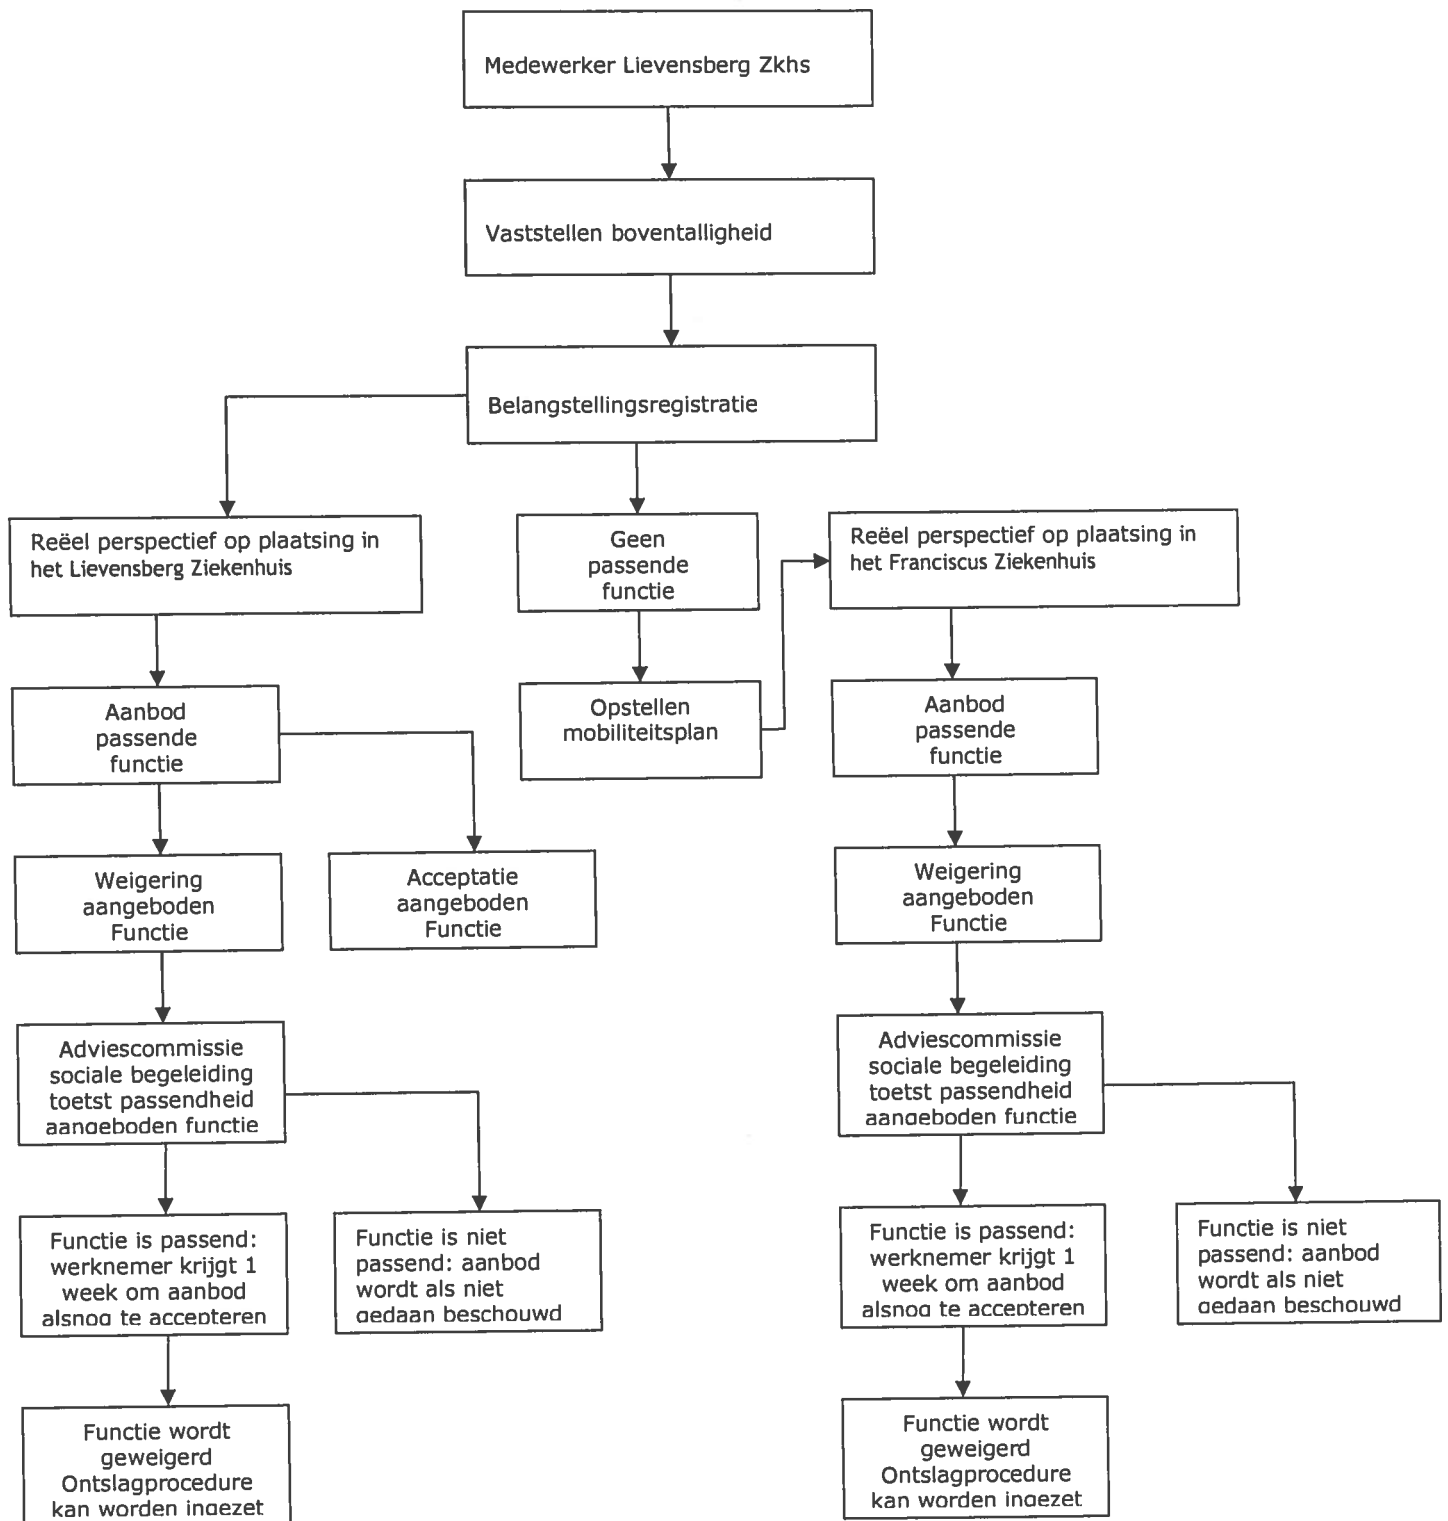 Medewerker Lievensberg Zkhs
Vaststellen boventalligheid
Belangstellingsregistratie
Reëel perspectief op plaatsing in
het Lievensberg Ziekenhuis
Geen
passende
functie
Reëel perspectief op plaatsing in
het Franciscus Ziekenhuis
Aanbod
passende
functie
Opstellen
mobiliteitsplan
Aanbod
passende
functie
Weigering
aangeboden
Functie
Acceptatie
aangeboden
Functie
Weigering
aangeboden
Functie
Adviescommissie
sociale begeleiding
toetst passendheid
aangeboden functie
Adviescommissie
sociale begeleiding
toetst passendheid
aangeboden functie
Functie is passend:
werknemer krijgt 1
week om aanbod
alsnog te accepteren
Functie is niet
passend: aanbod
wordt als niet
gedaan beschouwd
Functie is passend:
werknemer krijgt 1
week om aanbod
alsnog te accepteren
Functie is niet
passend: aanbod
wordt als niet
gedaan beschouwd
Functie wordt
geweigerd
Ontslagprocedure
kan worden ingezet
Functie wordt
geweigerd
Ontslagprocedure
kan worden ingezet